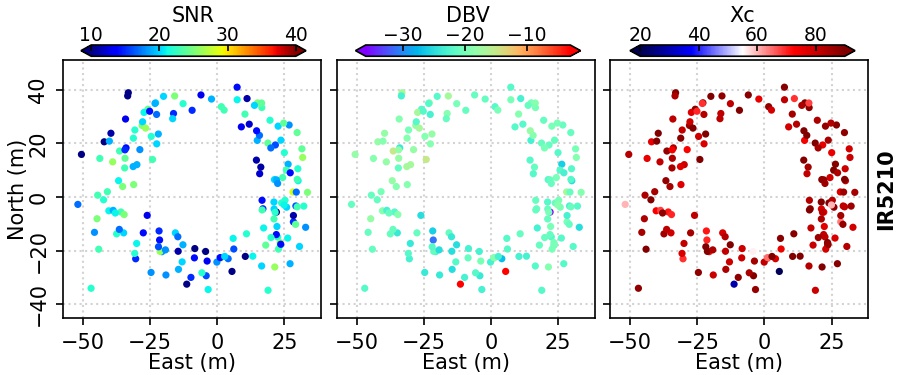 SNR DBV Xc
10 20 30 40 −30 −20 −10 20 40 60 80
40
20
0
−20
−40
North (m)
IR5210
−50 −25 0 25 −50 −25 0 25 −50 −25 0 25
East (m) East (m) East (m)